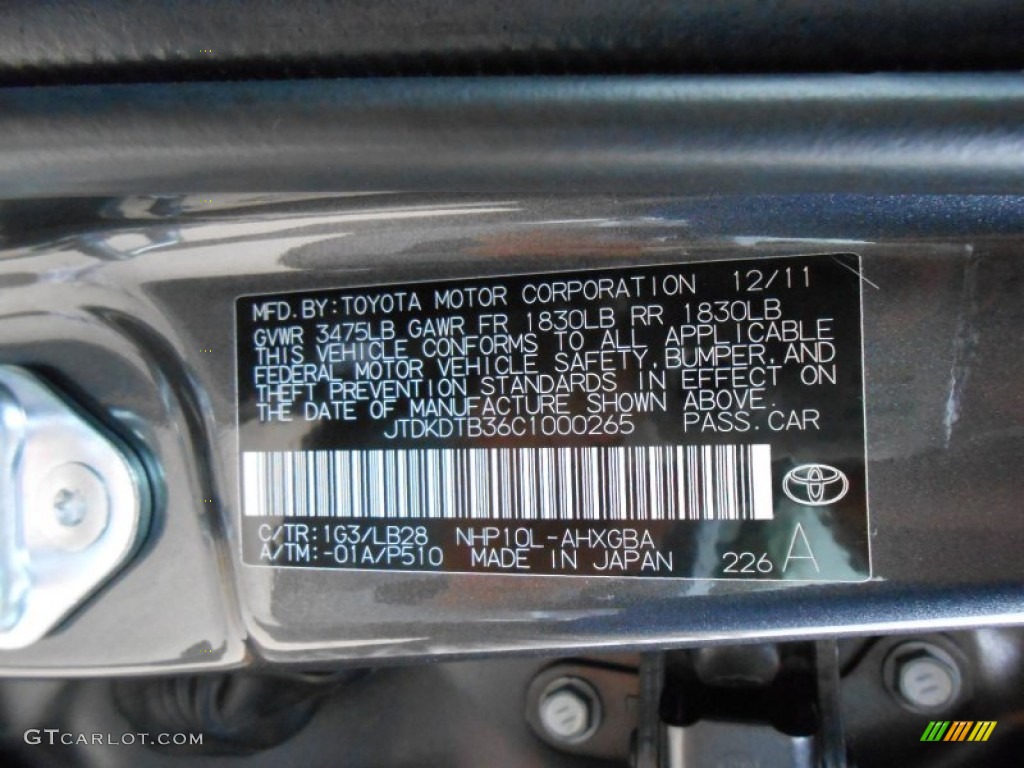 MFD. BY: TOYOTA MOTOR CORPORATION 12/11
GVWR 3475LB GAWR FR 1830LB RR 1830LB
THIS VEHICLE CONFORMS TO ALL APPLICABLE
FEDERAL MOTOR VEHICLE SAFETY, BUMPER, AND
THEFT PREVENTION STANDARDS IN EFFECT ON
THE DATE OF MANUFACTURE SHOWN ABOVE.
JTDKDTB36C1000265 PASS. CAR
C/TR: 1G3/LB28 NHP10L-AHXGBA
A/TM: -01A/P510 MADE IN JAPAN 226 A
GTCARLOT.COM